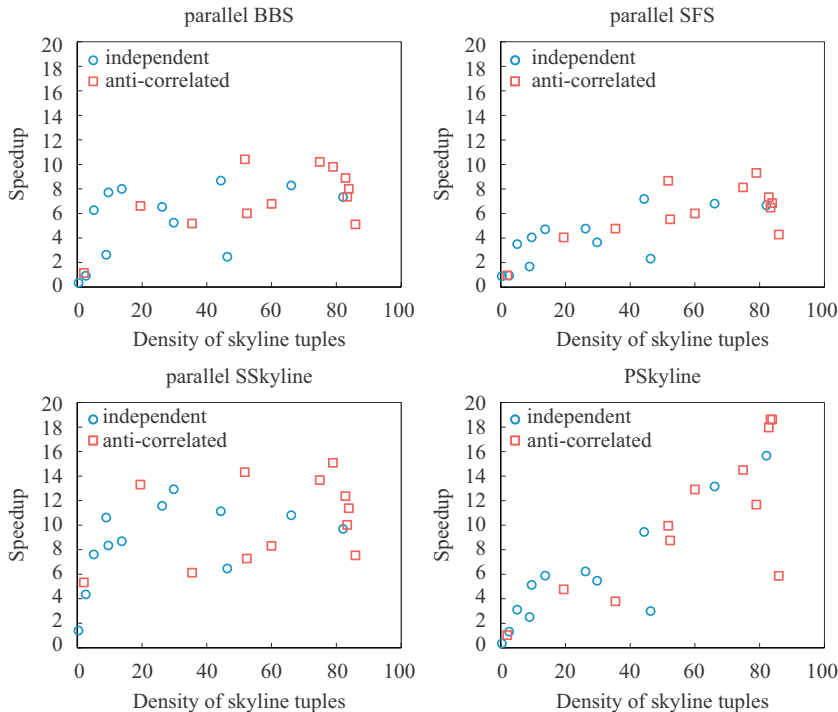 parallel BBS
20
18
16
14
12
10
8
6
4
2
0
Speedup
independent
anti-correlated
0 20 40 60 80 100
Density of skyline tuples
parallel SFS
20
18
16
14
12
10
8
6
4
2
0
Speedup
independent
anti-correlated
0 20 40 60 80 100
Density of skyline tuples
parallel SSkyline
20
18
16
14
12
10
8
6
4
2
0
Speedup
independent
anti-correlated
0 20 40 60 80 100
Density of skyline tuples
PSkyline
20
18
16
14
12
10
8
6
4
2
0
Speedup
independent
anti-correlated
0 20 40 60 80 100
Density of skyline tuples